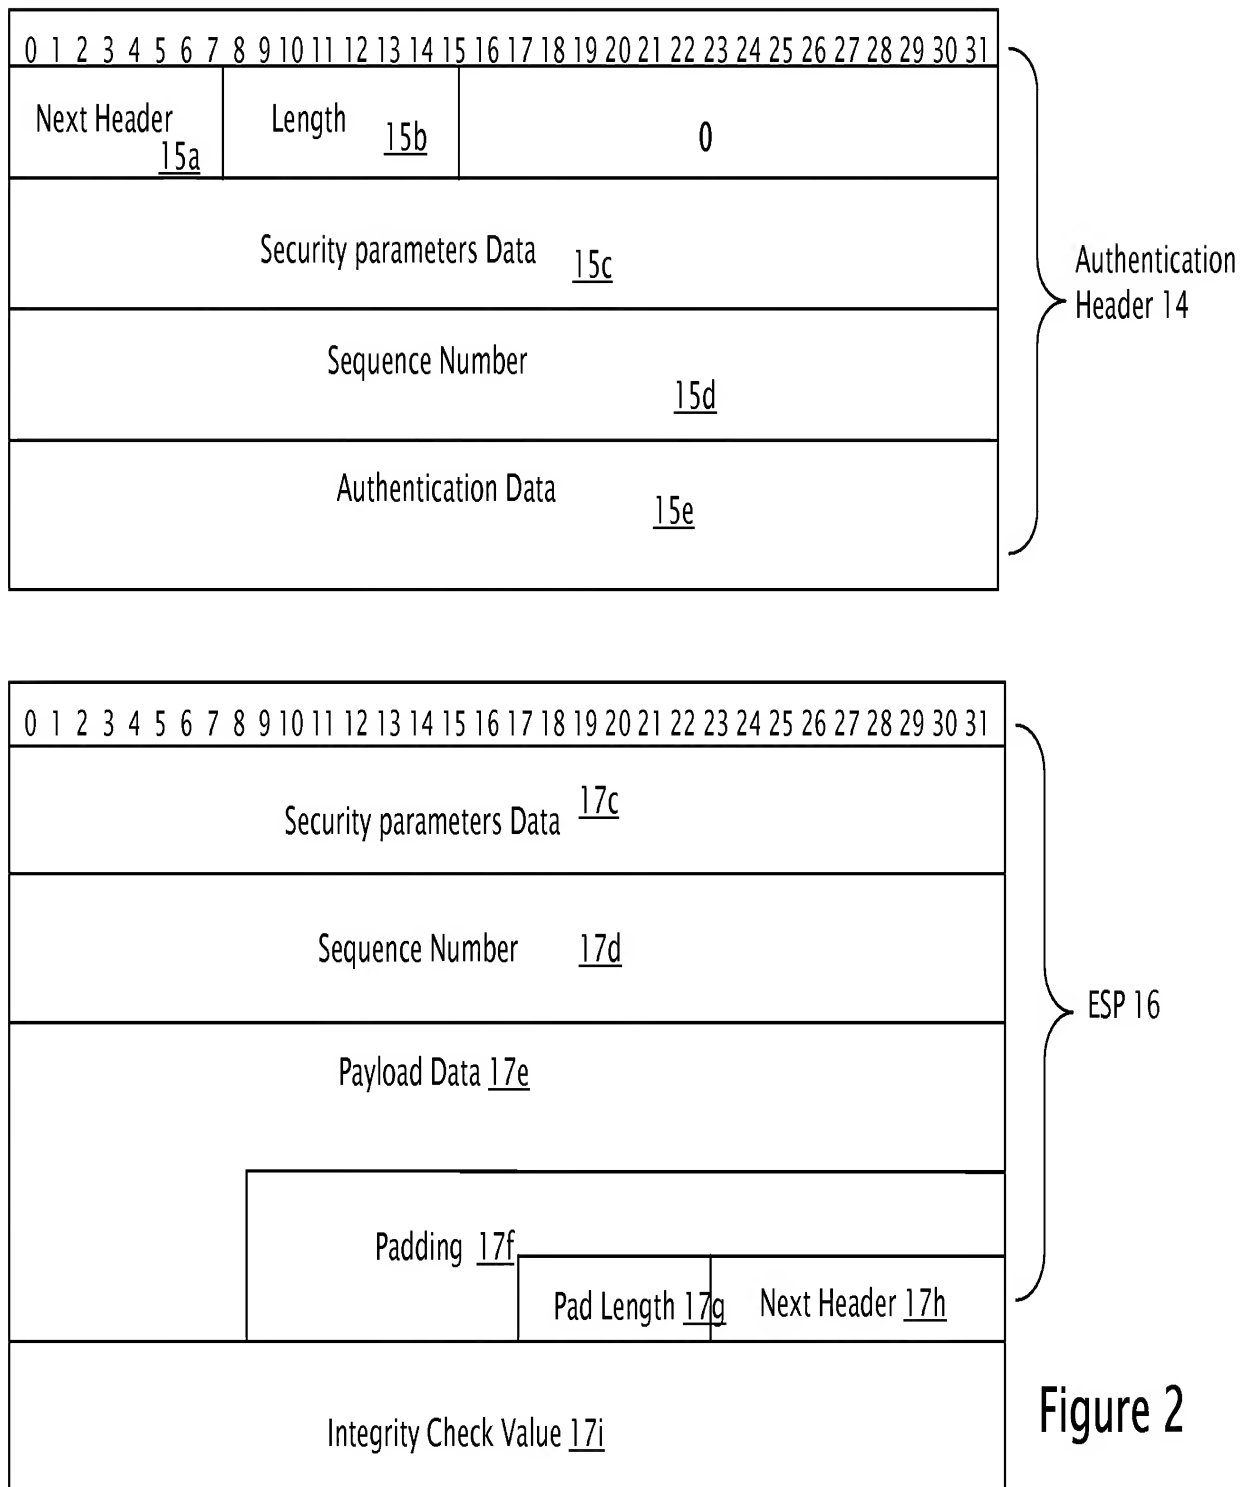 0 1 2 3 4 5 6 7 8 9 10 11 12 13 14 15 16 17 18 19 20 21 22 23 24 25 26 27 28 29 30 31
Next Header 15a
Length 15b
0
Security parameters Data 15c
Sequence Number 15d
Authentication Data 15e
Authentication
Header 14
0 1 2 3 4 5 6 7 8 9 10 11 12 13 14 15 16 17 18 19 20 21 22 23 24 25 26 27 28 29 30 31
Security parameters Data 17c
Sequence Number 17d
Payload Data 17e
Padding 17f
Pad Length 17g
Next Header 17h
ESP 16
Integrity Check Value 17i
Figure 2